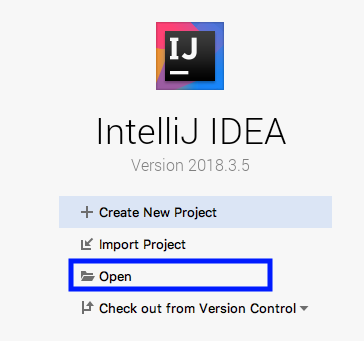 IJ
IntelliJ IDEA
Version 2018.3.5
Create New Project
Import Project
Open
Check out from Version Control